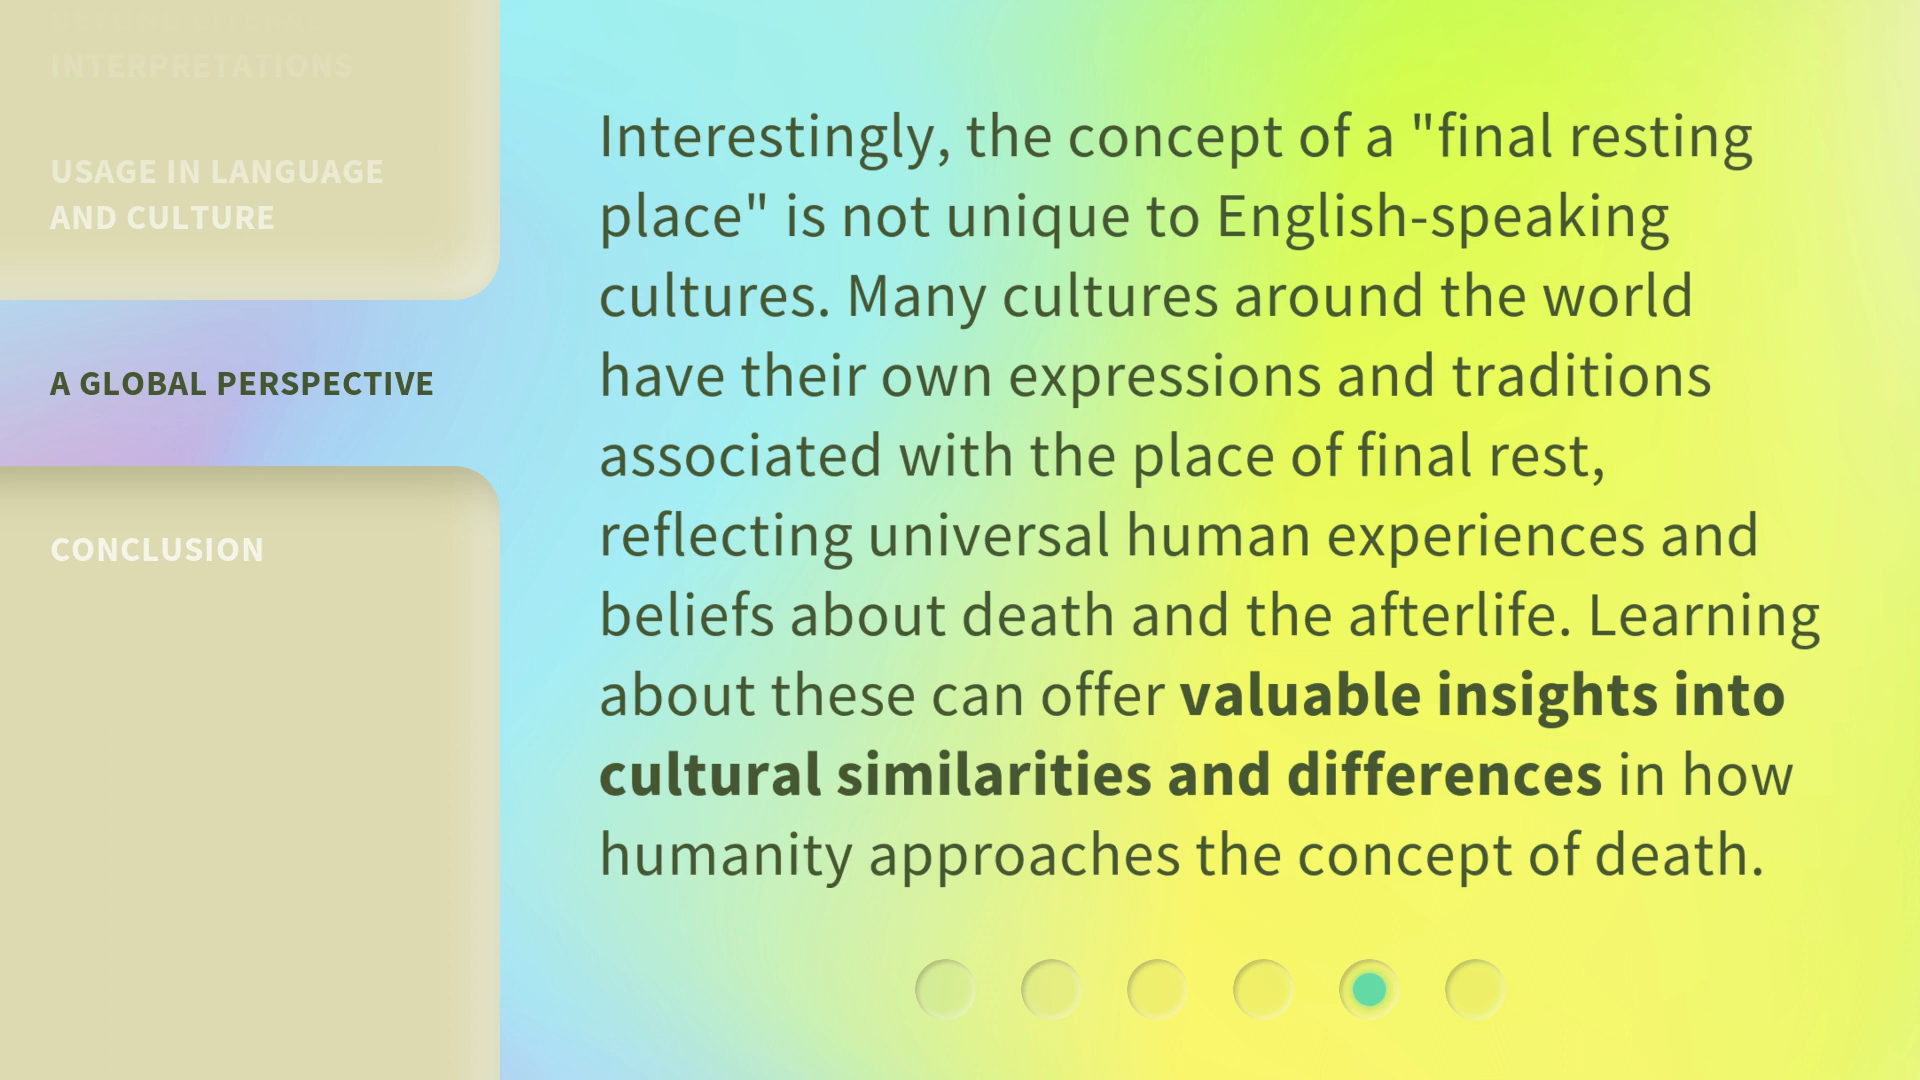 INTERPRETATIONS
USAGE IN LANGUAGE
AND CULTURE
A GLOBAL PERSPECTIVE
CONCLUSION
Interestingly, the concept of a "final resting
place" is not unique to English-speaking
cultures. Many cultures around the world
have their own expressions and traditions
associated with the place of final rest,
reflecting universal human experiences and
beliefs about death and the afterlife. Learning
about these can offer valuable insights into
cultural similarities and differences in how
humanity approaches the concept of death.